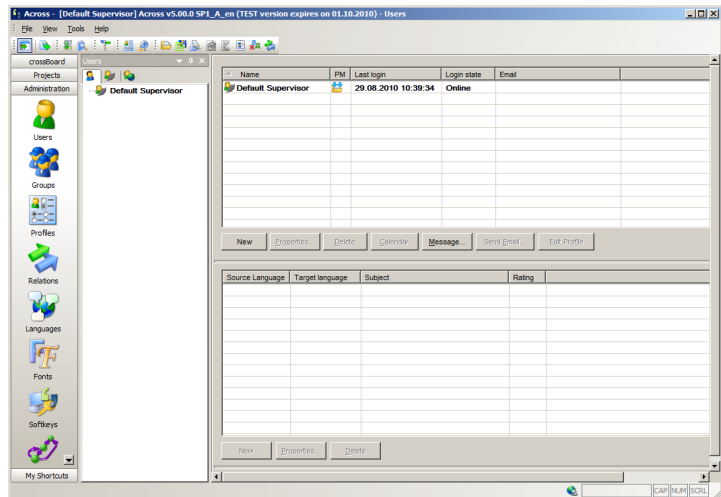 Across - [Default Supervisor] Across v5.00.0 SP1_A_en (TEST version expires on 01.10.2010) - Users
File View Tools Help
crossBoard
Projects
Administration
Users
Groups
Profiles
Relations
Languages
Fonts
Softkeys
My Shortcuts
Users
Default Supervisor
Name PM Last login Login state Email
Default Supervisor 29.08.2010 10:39:34 Online
New Properties... Delete Calendar Message... Send Email... Edit Profile
Source Language Target language Subject Rating
New Properties... Delete
CAP NUM SCRL